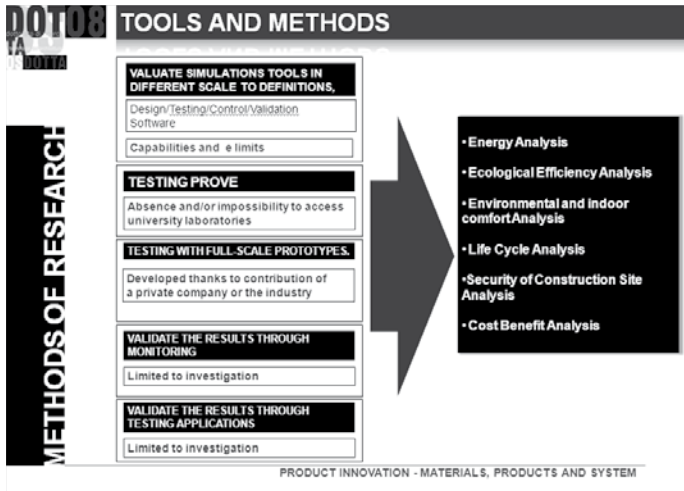 DOT08
TA
OSDOTTA
TOOLS AND METHODS
METHODS OF RESEARCH
VALUATE SIMULATIONS TOOLS IN
DIFFERENT SCALE TO DEFINITIONS,
Design/Testing/Control/Validation
Software
Capabilities and e limits
TESTING PROVE
Absence and/or impossibility to access
university laboratories
TESTING WITH FULL-SCALE PROTOTYPES.
Developed thanks to contribution of
a private company or the industry
VALIDATE THE RESULTS THROUGH
MONITORING
Limited to investigation
VALIDATE THE RESULTS THROUGH
TESTING APPLICATIONS
Limited to investigation
• Energy Analysis
• Ecological Efficiency Analysis
• Environmental and indoor
comfortAnalysis
• Life Cycle Analysis
•Security of Construction Site
Analysis
• Cost Benefit Analysis
PRODUCT INNOVATION - MATERIALS, PRODUCTS AND SYSTEM